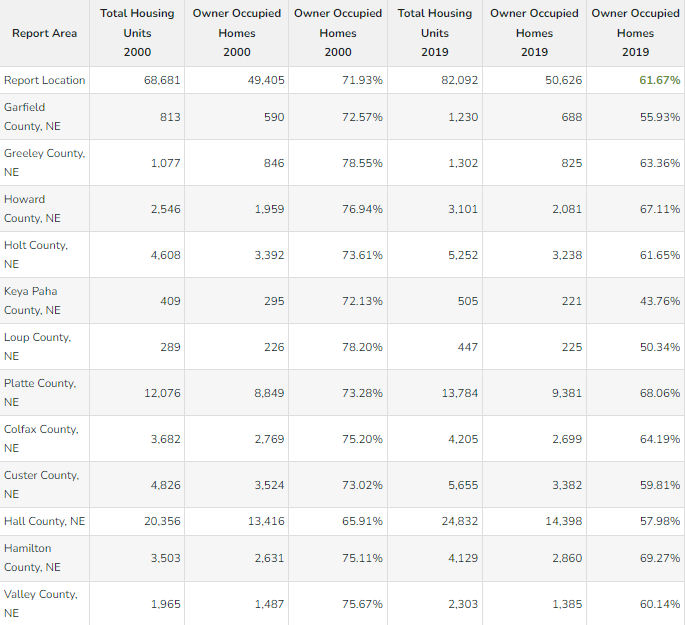 Report Area Total Housing Units 2000 Owner Occupied Homes 2000 Owner Occupied Homes 2000 Total Housing Units 2019 Owner Occupied Homes 2019 Owner Occupied Homes 2019
Report Location 68,681 49,405 71.93% 82,092 50,626 61.67%
Garfield County, NE 813 590 72.57% 1,230 688 55.93%
Greeley County, NE 1,077 846 78.55% 1,302 825 63.36%
Howard County, NE 2,546 1,959 76.94% 3,101 2,081 67.11%
Holt County, NE 4,608 3,392 73.61% 5,252 3,238 61.65%
Keya Paha County, NE 409 295 72.13% 505 221 43.76%
Loup County, NE 289 226 78.20% 447 225 50.34%
Platte County, NE 12,076 8,849 73.28% 13,784 9,381 68.06%
Colfax County, NE 3,682 2,769 75.20% 4,205 2,699 64.19%
Custer County, NE 4,826 3,524 73.02% 5,655 3,382 59.81%
Hall County, NE 20,356 13,416 65.91% 24,832 14,398 57.98%
Hamilton County, NE 3,503 2,631 75.11% 4,129 2,860 69.27%
Valley County, NE 1,965 1,487 75.67% 2,303 1,385 60.14%